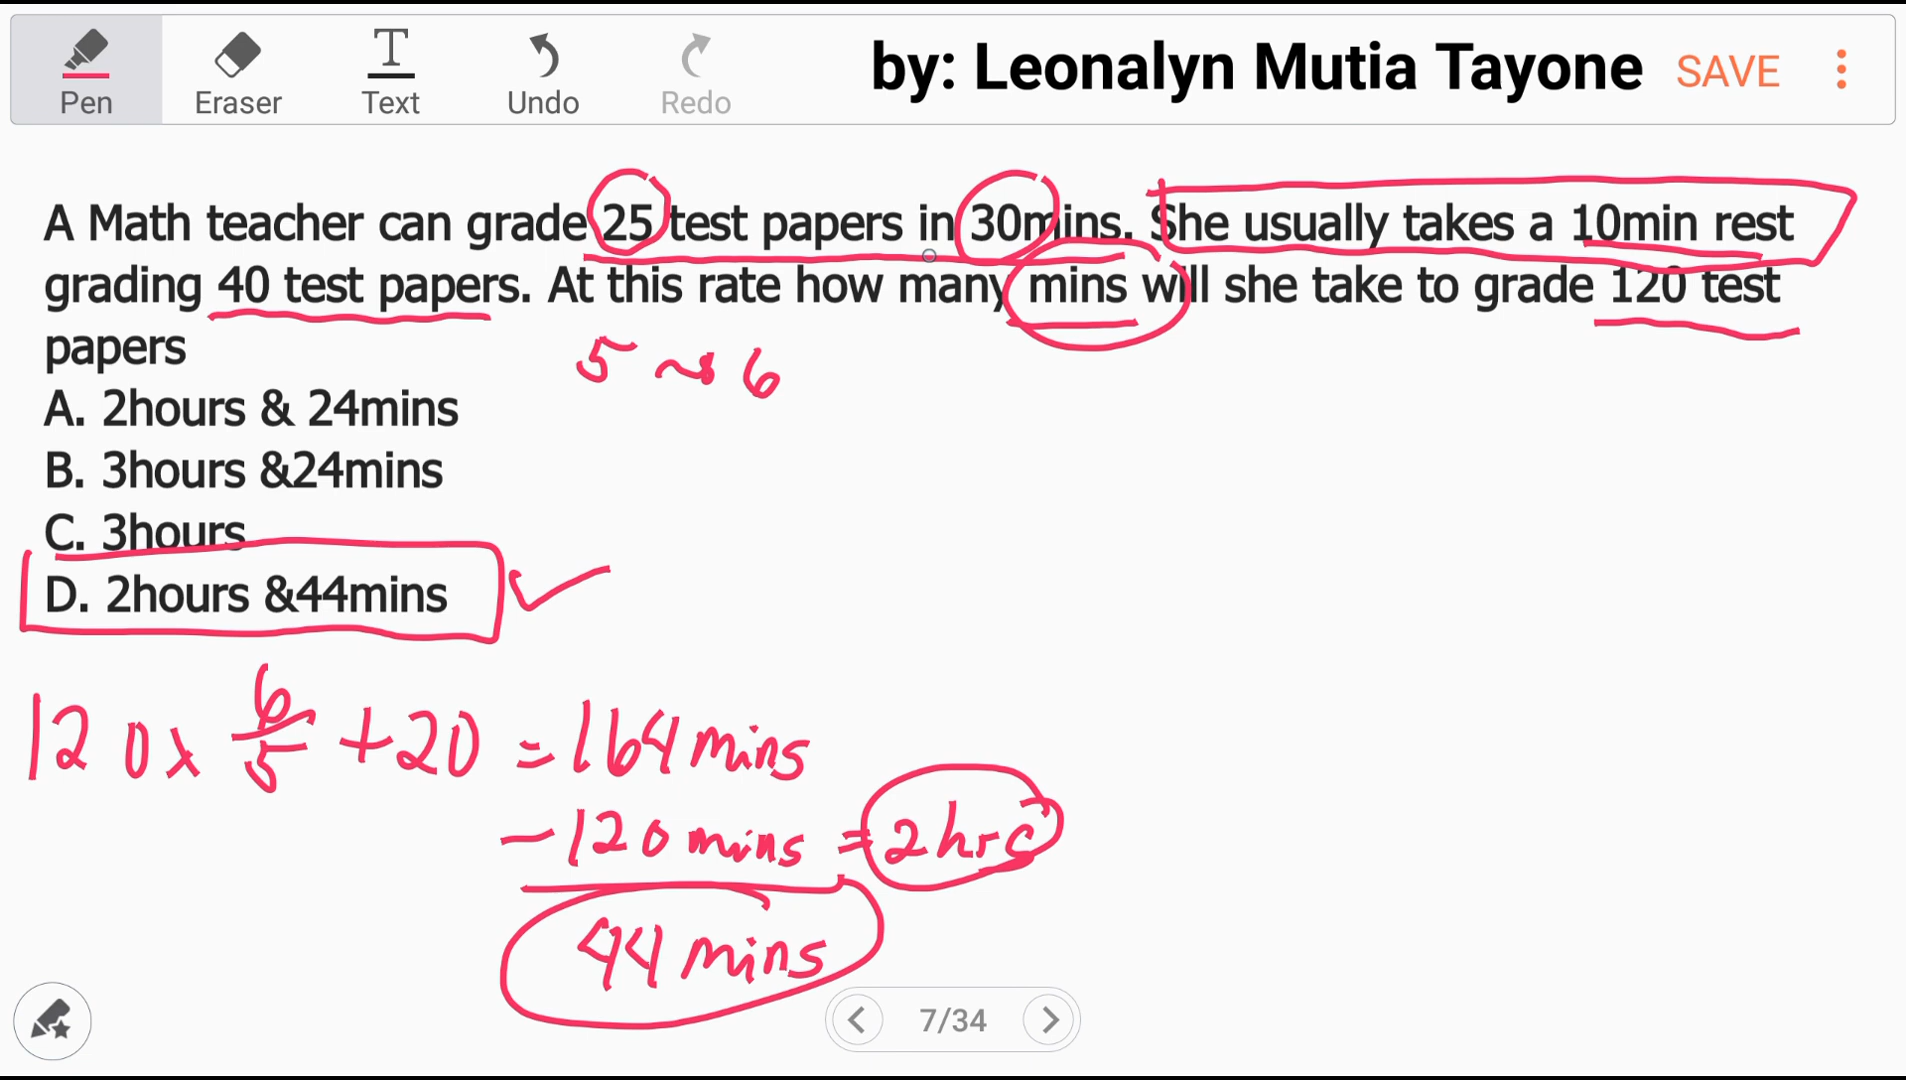 by: Leonalyn Mutia Tayone
SAVE
Pen
Eraser
Text
Undo
Redo
A Math teacher can grade 25 test papers in 30mins. She usually takes a 10min rest
grading 40 test papers. At this rate how many mins will she take to grade 120 test
papers
5 ~> 6
A. 2hours & 24mins
B. 3hours &24mins
C. 3hours
D. 2hours &44mins
120 x 6/5 + 20 = 164 mins
- 120 mins = 2 hrs
44 mins
7/34